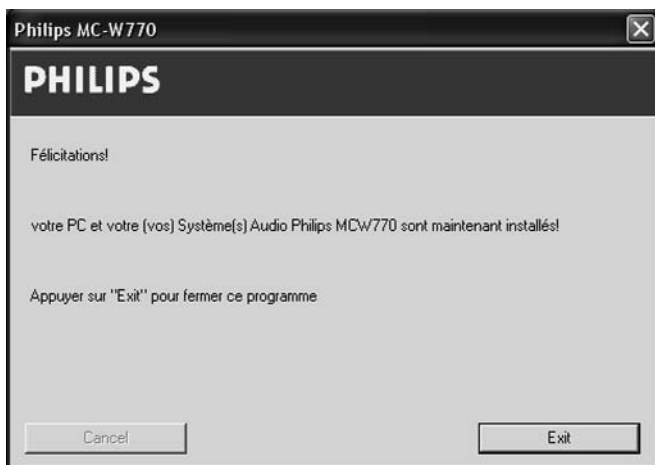 Philips MC-W770
PHILIPS
Félicitations!
votre PC et votre (vos) Système(s) Audio Philips MCW770 sont maintenant installés!
Appuyer sur "Exit" pour fermer ce programme
Cancel
Exit